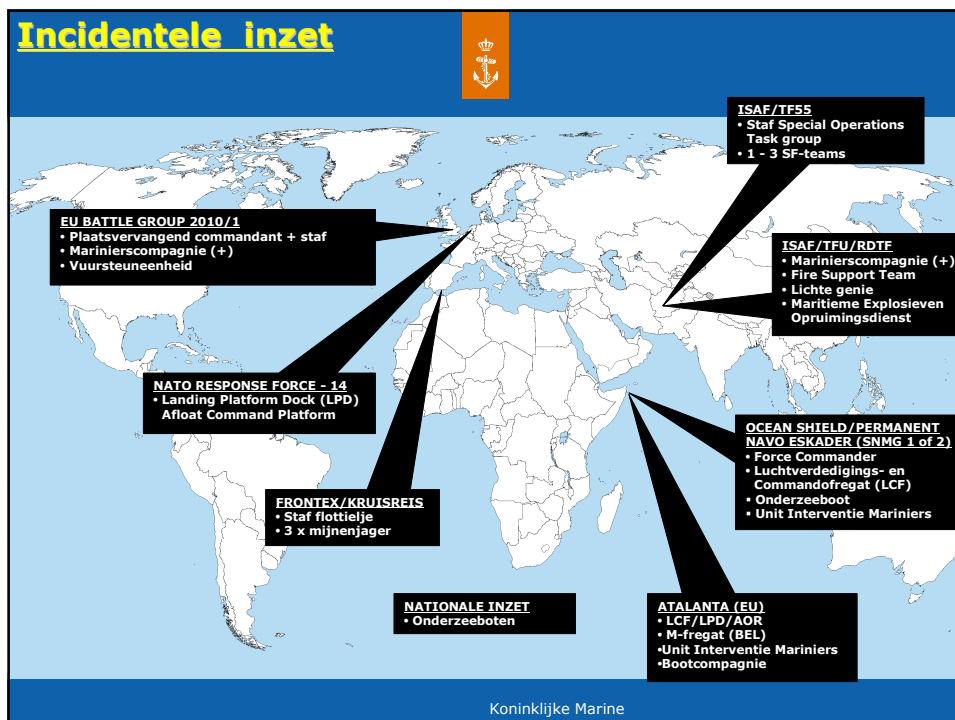 Incidentele inzet
ISAF/TF55
• Staf Special Operations
Task group
• 1 - 3 SF-teams
EU BATTLE GROUP 2010/1
• Plaatsvervangend commandant + staf
• Marinierscompagnie (+)
• Vuursteuneenheid
ISAF/TFU/RDTF
• Marinierscompagnie (+)
• Fire Support Team
• Lichte genie
• Maritieme Explosieven
Opruimingsdienst
NATO RESPONSE FORCE - 14
• Landing Platform Dock (LPD)
Afloat Command Platform
OCEAN SHIELD/PERMANENT
NAVO ESKADER (SNMG 1 of 2)
• Force Commander
• Luchtverdedigings- en
Commandofregat (LCF)
▪ Onderzeeboot
▪ Unit Interventie Mariniers
FRONTEX/KRUISREIS
• Staf flottielje
• 3 x mijnenjager
NATIONALE INZET
• Onderzeeboten
ATALANTA (EU)
• LCF/LPD/AOR
• M-fregat (BEL)
•Unit Interventie Mariniers
•Bootcompagnie
Koninklijke Marine